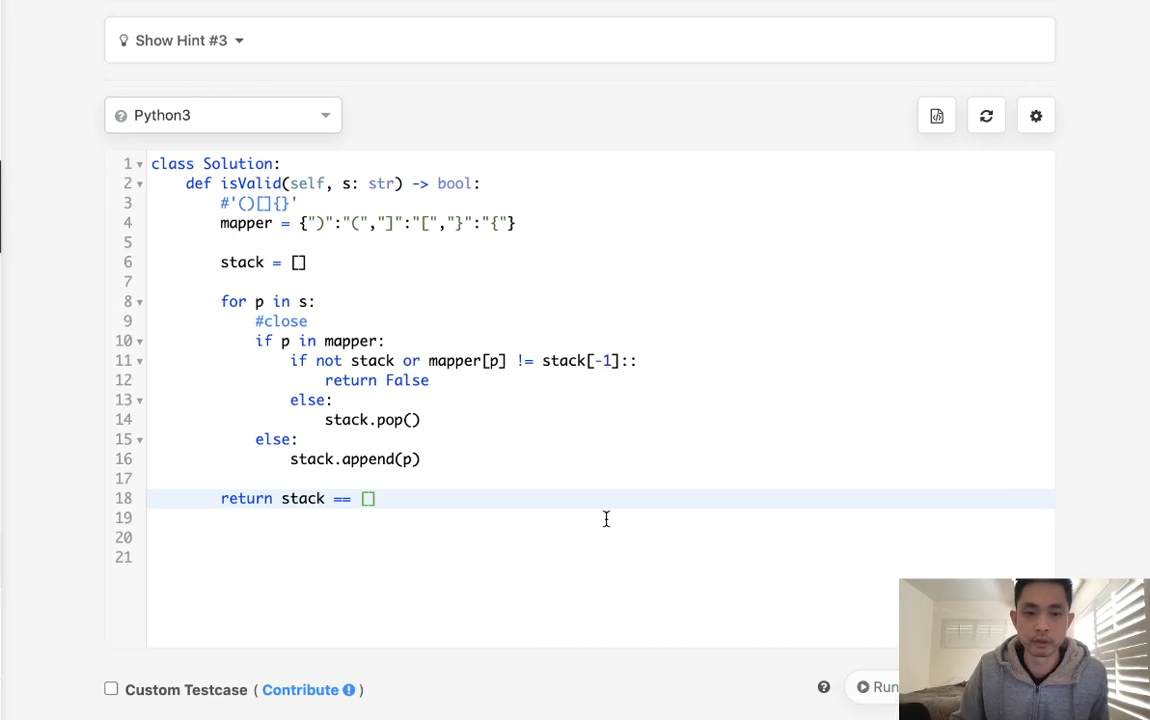 Show Hint #3
Python3
1 class Solution:
2 def isValid(self, s: str) -> bool:
3 #'()[]{}'
4 mapper = {")":"(","]":"[","}":"{"}
5
6 stack = []
7
8 for p in s:
9 #close
10 if p in mapper:
11 if not stack or mapper[p] != stack[-1]::
12 return False
13 else:
14 stack.pop()
15 else:
16 stack.append(p)
17
18 return stack == []
19
20
21
Custom Testcase ( Contribute )
Run